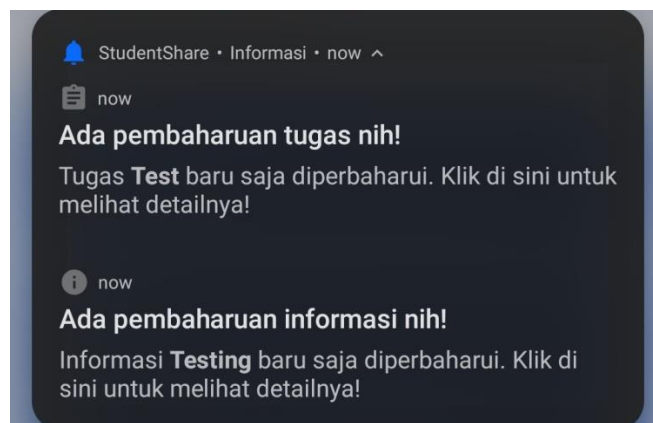 StudentShare • Informasi • now
now
Ada pembaharuan tugas nih!
Tugas Test baru saja diperbaharui. Klik di sini untuk
melihat detailnya!
now
Ada pembaharuan informasi nih!
Informasi Testing baru saja diperbaharui. Klik di
sini untuk melihat detailnya!